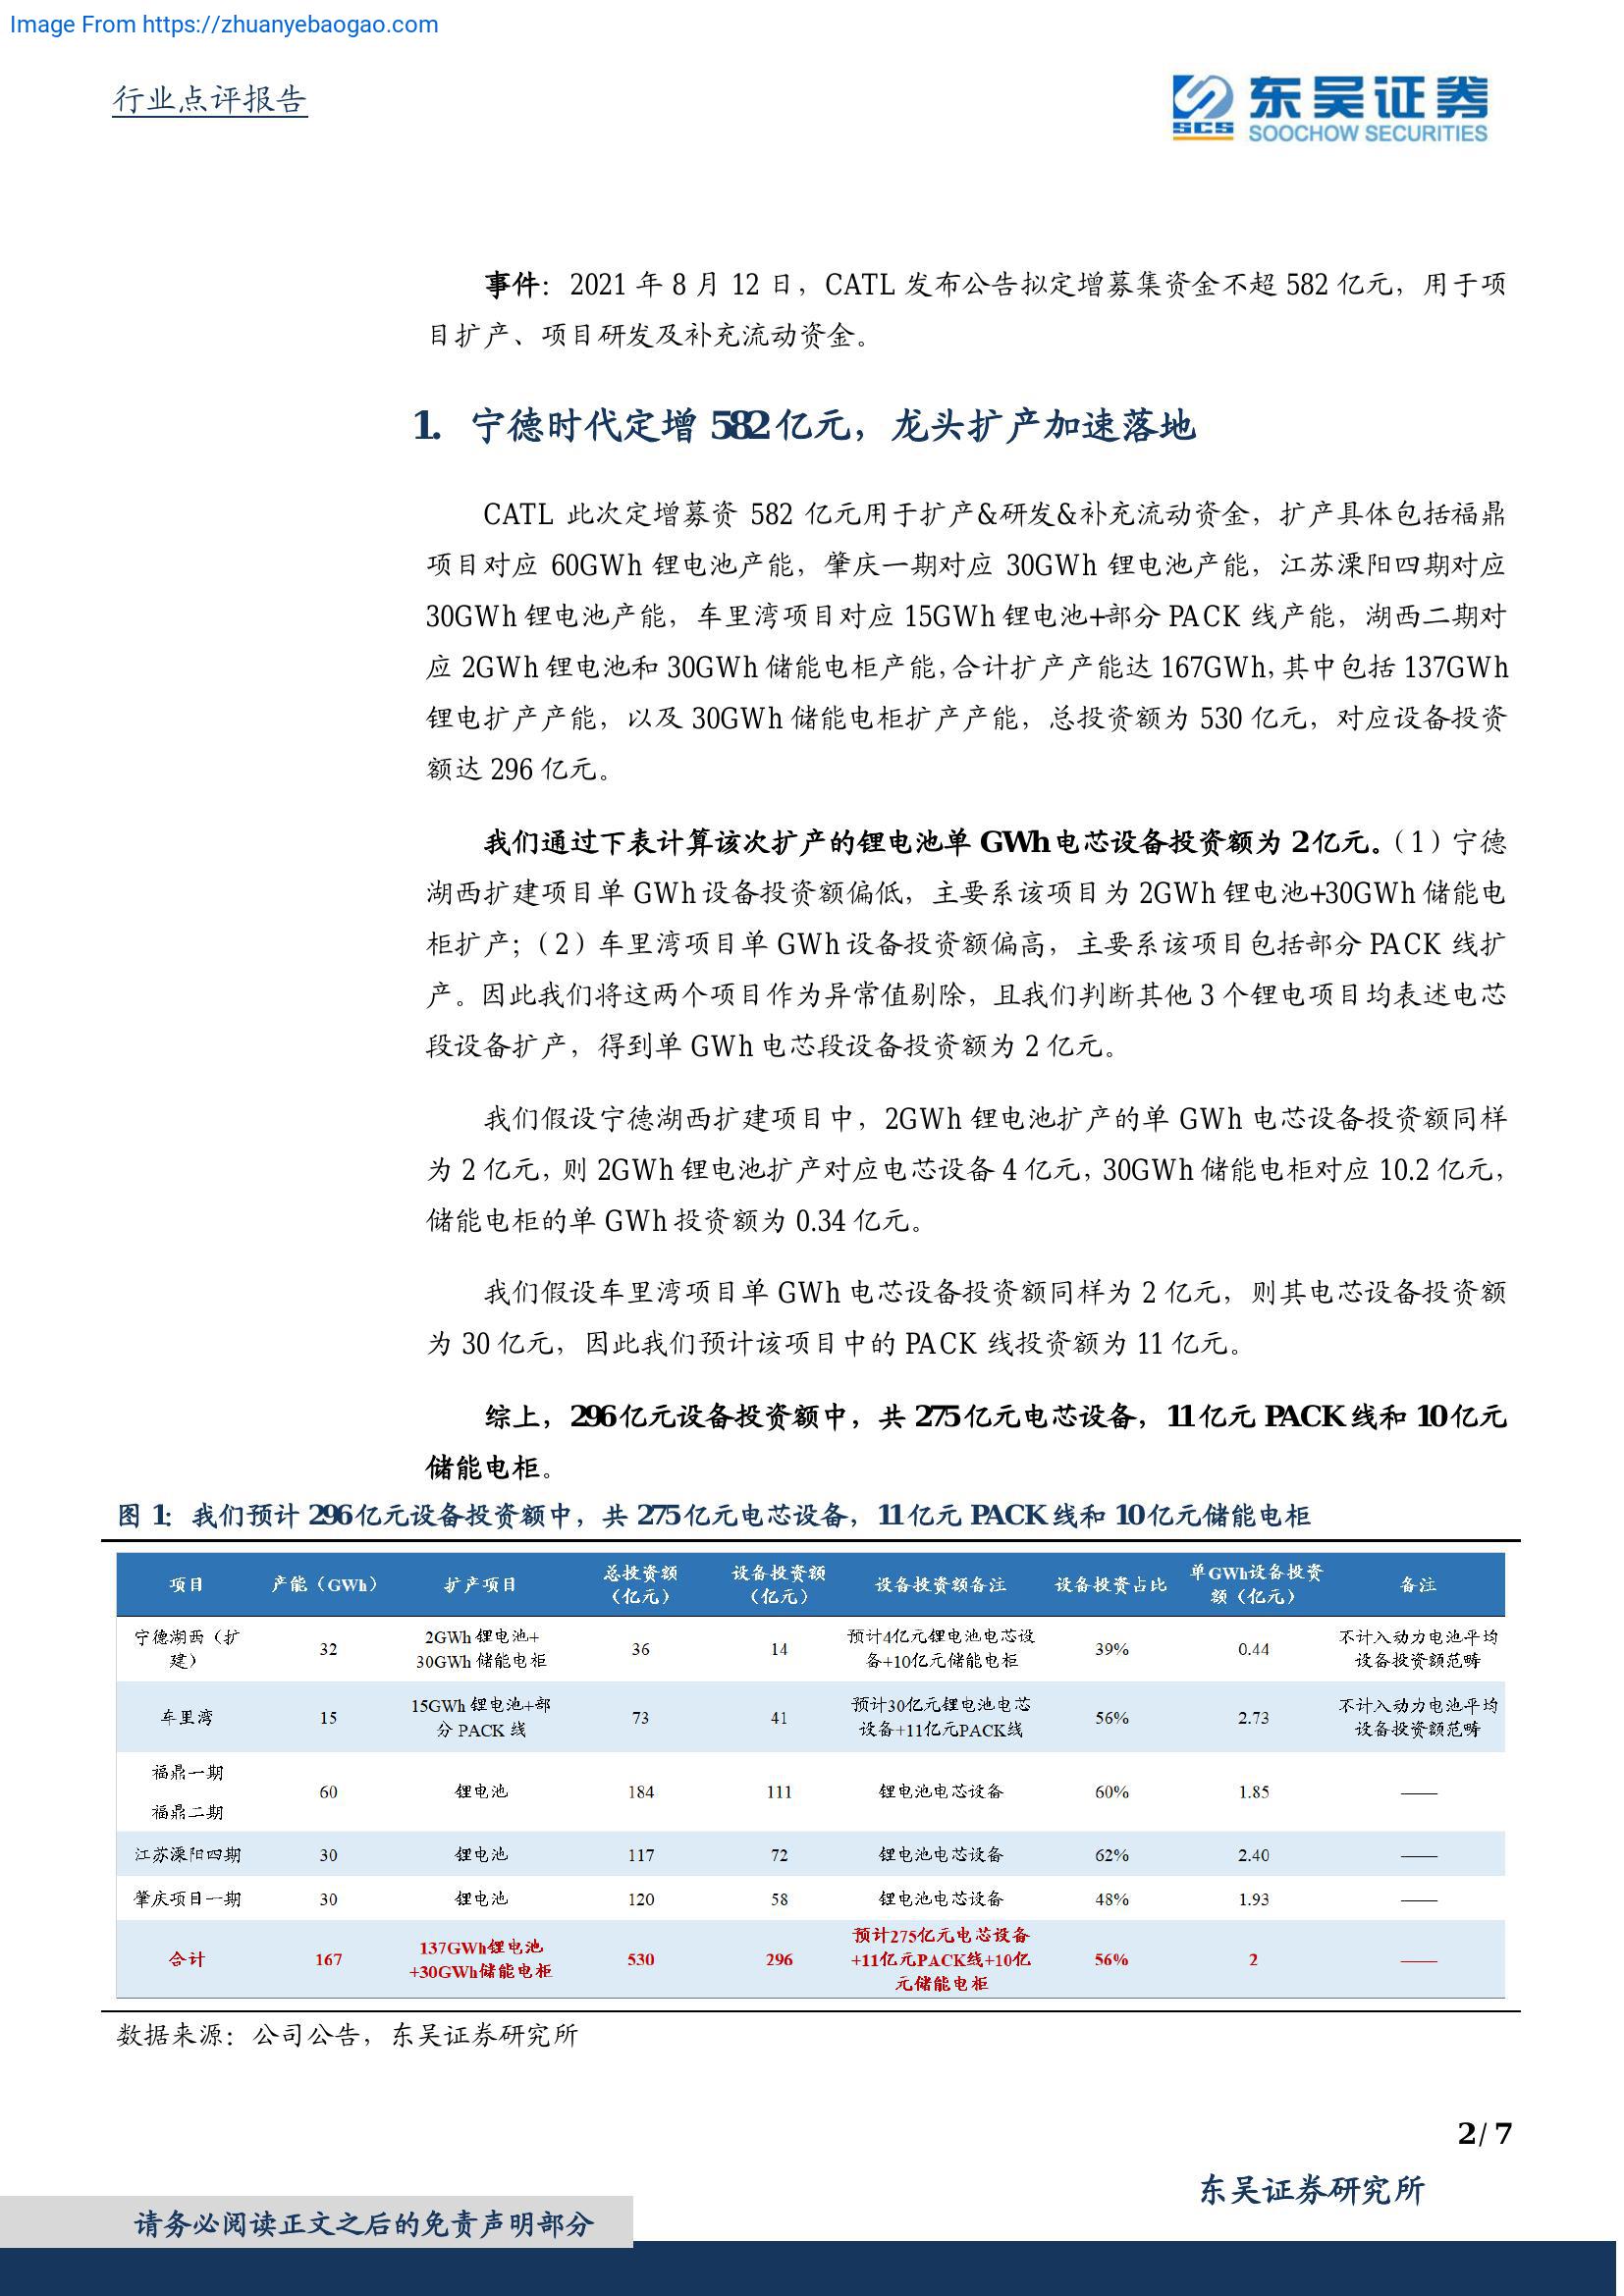 Image From https://zhuanyebaogao.com
行业点评报告
SCS 东吴证券
SOOCHOW SECURITIES
事件：2021 年 8 月 12 日，CATL 发布公告拟定增募集资金不超 582 亿元，用于项
目扩产、项目研发及补充流动资金。
1. 宁德时代定增 582 亿元，龙头扩产加速落地
CATL 此次定增募资 582 亿元用于扩产&研发&补充流动资金，扩产具体包括福鼎
项目对应 60GWh 锂电池产能，肇庆一期对应 30GWh 锂电池产能，江苏溧阳四期对应
30GWh 锂电池产能，车里湾项目对应 15GWh 锂电池+部分 PACK 线产能，湖西二期对
应 2GWh 锂电池和 30GWh 储能电柜产能，合计扩产产能达 167GWh，其中包括 137GWh
锂电扩产产能，以及 30GWh 储能电柜扩产产能，总投资额为 530 亿元，对应设备投资
额达 296 亿元。
我们通过下表计算该次扩产的锂电池单 GWh 电芯设备投资额为 2 亿元。（1）宁德
湖西扩建项目单 GWh 设备投资额偏低，主要系该项目为 2GWh 锂电池+30GWh 储能电
柜扩产；（2）车里湾项目单 GWh 设备投资额偏高，主要系该项目包括部分 PACK 线扩
产。因此我们将这两个项目作为异常值剔除，且我们判断其他 3 个锂电项目均表述电芯
段设备扩产，得到单 GWh 电芯段设备投资额为 2 亿元。
我们假设宁德湖西扩建项目中，2GWh 锂电池扩产的单 GWh 电芯设备投资额同样
为 2 亿元，则 2GWh 锂电池扩产对应电芯设备 4 亿元，30GWh 储能电柜对应 10.2 亿元，
储能电柜的单 GWh 投资额为 0.34 亿元。
我们假设车里湾项目单 GWh 电芯设备投资额同样为 2 亿元，则其电芯设备投资额
为 30 亿元，因此我们预计该项目中的 PACK 线投资额为 11 亿元。
综上，296 亿元设备投资额中，共 275 亿元电芯设备，11 亿元 PACK 线和 10 亿元
储能电柜。
图 1：我们预计 296 亿元设备投资额中，共 275 亿元电芯设备，11 亿元 PACK 线和 10 亿元储能电柜
项目 产能（GWh） 扩产项目 总投资额（亿元） 设备投资额（亿元） 设备投资额备注 设备投资占比 单GWh设备投资额（亿元） 备注
宁德湖西（扩建） 32 2GWh 锂电池+30GWh 储能电柜 36 14 预计4亿元锂电池电芯设备+10亿元储能电柜 39% 0.44 不计入动力电池平均设备投资额范畴
车里湾 15 15GWh 锂电池+部分 PACK 线 73 41 预计30亿元锂电池电芯设备+11亿元PACK线 56% 2.73 不计入动力电池平均设备投资额范畴
福鼎一期
福鼎二期 60 锂电池 184 111 锂电池电芯设备 60% 1.85 ——
江苏溧阳四期 30 锂电池 117 72 锂电池电芯设备 62% 2.40 ——
肇庆项目一期 30 锂电池 120 58 锂电池电芯设备 48% 1.93 ——
合计 167 137GWh锂电池+30GWh储能电柜 530 296 预计275亿元电芯设备+11亿元PACK线+10亿元储能电柜 56% 2 ——
数据来源：公司公告，东吴证券研究所
2 / 7
东吴证券研究所
请务必阅读正文之后的免责声明部分